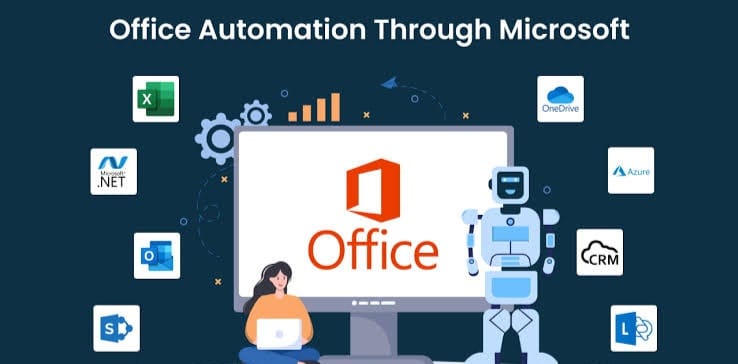 Office Automation Through Microsoft
X
OneDrive
Microsoft
.NET
Azure
Office
O
CRM
S
L